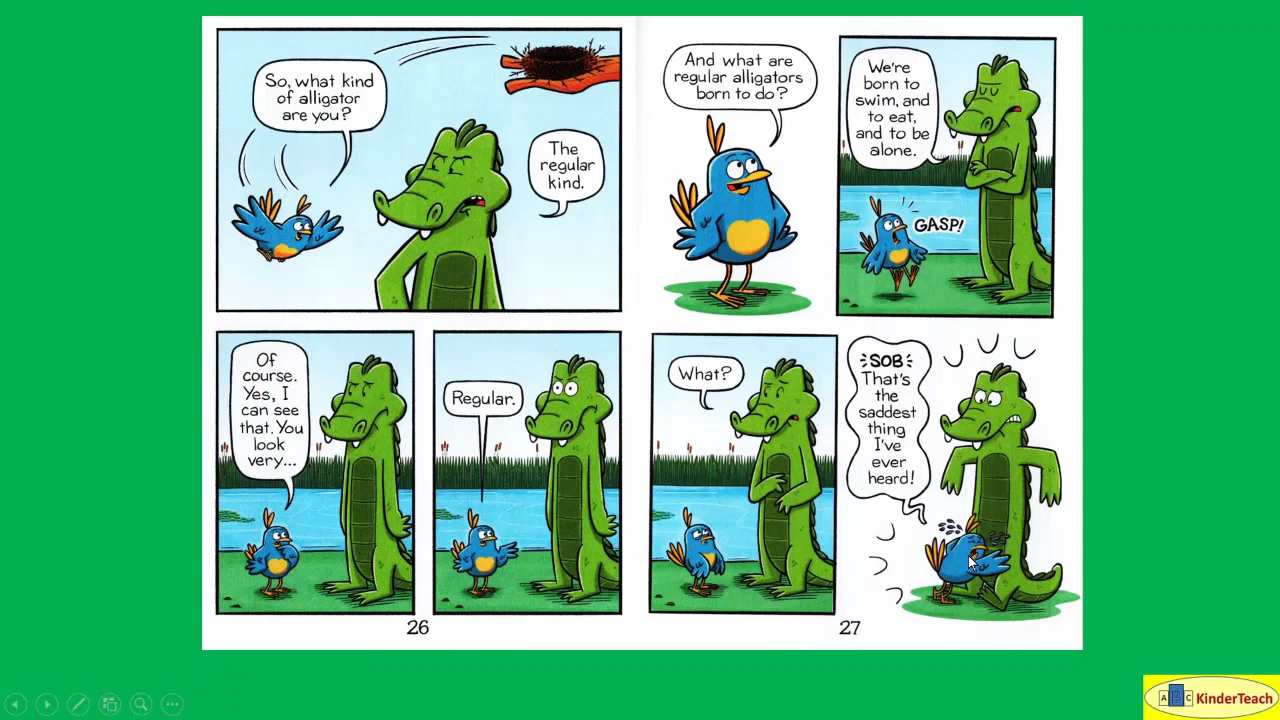 So, what kind
of alligator
are you?
The
regular
kind.
Of
course.
Yes, I
can see
that. You
look
very...
Regular.
26
And what are
regular alligators
born to do?
We're
born to
swim, and
to eat,
and to be
alone.
GASP!
What?
SOB
That's
the
saddest
thing
I've
ever
heard!
27
ABC KinderTeach